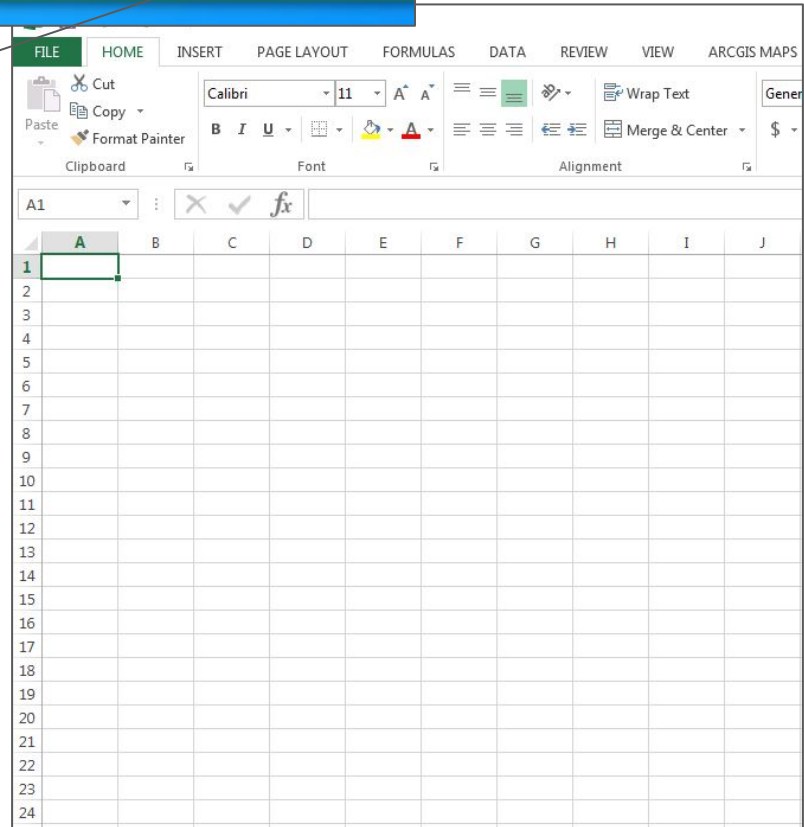 FILE HOME INSERT PAGE LAYOUT FORMULAS DATA REVIEW VIEW ARCGIS MAPS
Cut
Copy
Format Painter
Paste
Calibri 11 A A
B I U A
Wrap Text
Merge & Center
Gener
$
Clipboard Font Alignment
A1 fx
A B C D E F G H I J
1
2
3
4
5
6
7
8
9
10
11
12
13
14
15
16
17
18
19
20
21
22
23
24